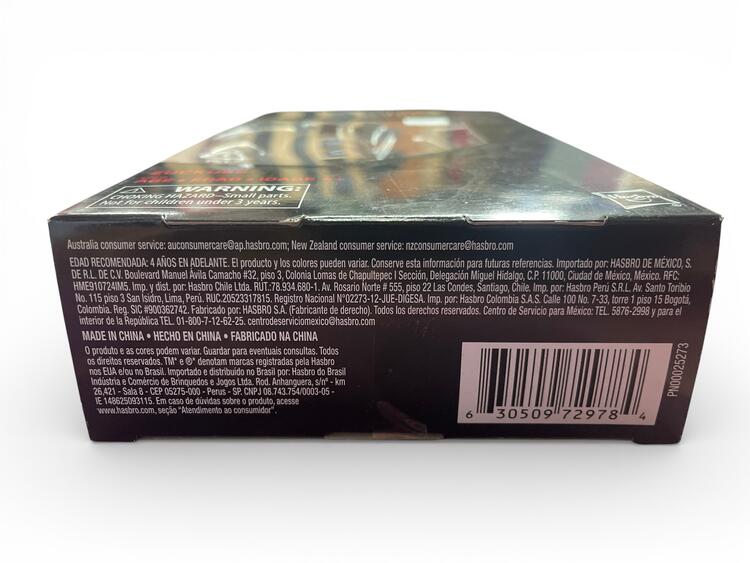 WARNING:
CHOKING HAZARD—Small parts.
Not for children under 3 years.
Hasbro
Australia consumer service: auconsumercare@ap.hasbro.com; New Zealand consumer service: nzconsumercare@hasbro.com
EDAD RECOMENDADA: 4 AÑOS EN ADELANTE. El producto y los colores pueden variar. Conserve esta información para futuras referencias. Importado por: HASBRO DE MÉXICO, S.
DE R.L. DE C.V. Boulevard Manuel Ávila Camacho #32, piso 3, Colonia Lomas de Chapultepec I Sección, Delegación Miguel Hidalgo, C.P. 11000, Ciudad de México, México. RFC:
HME910724IM5. Imp. y dist. por: Hasbro Chile Ltd. RUT.:78.934.680-1. Av. Rosario Norte # 555, piso 22 Las Condes, Santiago, Chile. Imp. por: Hasbro Perú S.R.L. Av. Santo Toribio
No. 115 piso 3 San Isidro, Lima, Perú. RUC.20523317815. Registro Nacional N°02273-12-JUE-DIGESA. Imp. por: Hasbro Colombia S.A.S. Calle 100 No. 7-33, torre 1 piso 15 Bogotá,
Colombia. Reg. SIC #900362742. Fabricado por: HASBRO S.A. (Fabricante de derecho). Todos los derechos reservados. Centro de Servicio para México: TEL. 5876-2998 y para el
interior de la República TEL. 01-800-7-12-62-25. centrodeserviciomexico@hasbro.com
MADE IN CHINA • HECHO EN CHINA • FABRICADO NA CHINA
O produto e as cores podem variar. Guardar para eventuais consultas. Todos
os direitos reservados. TM* e ®* denotam marcas registradas pela Hasbro
nos EUA e/ou no Brasil. Importado e distribuído no Brasil por: Hasbro do Brasil
Indústria e Comércio de Brinquedos e Jogos Ltda. Rod. Anhanguera, s/nº - km
26,421 - Sala 8 - CEP 05275-000 - Perus - SP. CNPJ 08.743.754/0003-05 -
IE 148625093115. Em caso de dúvidas sobre o produto, acesse
www.hasbro.com, seção "Atendimento ao consumidor".
6 30509 72978 4
PN00025273